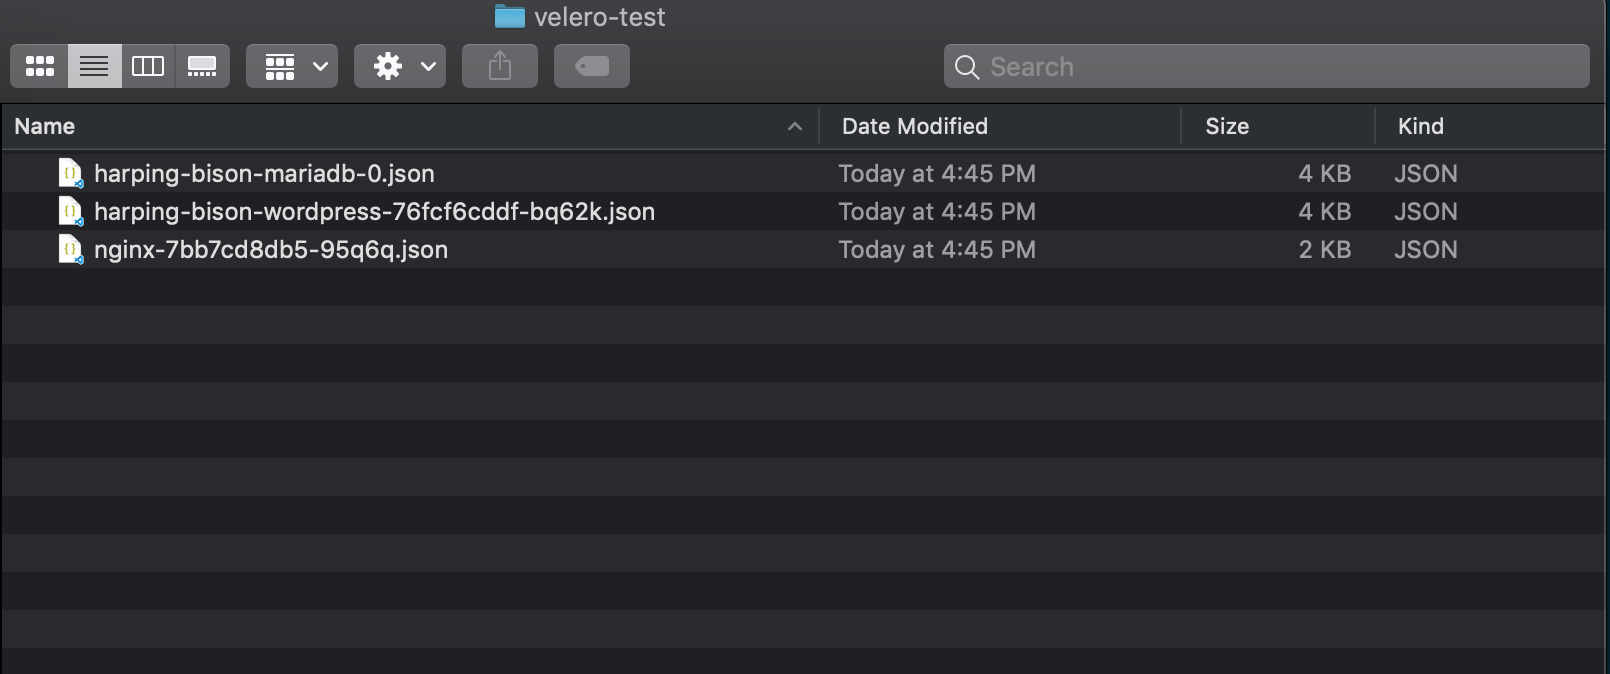 velero-test
Search
Name Date Modified Size Kind
harping-bison-mariadb-0.json Today at 4:45 PM 4 KB JSON
harping-bison-wordpress-76fcf6cddf-bq62k.json Today at 4:45 PM 4 KB JSON
nginx-7bb7cd8db5-95q6q.json Today at 4:45 PM 2 KB JSON